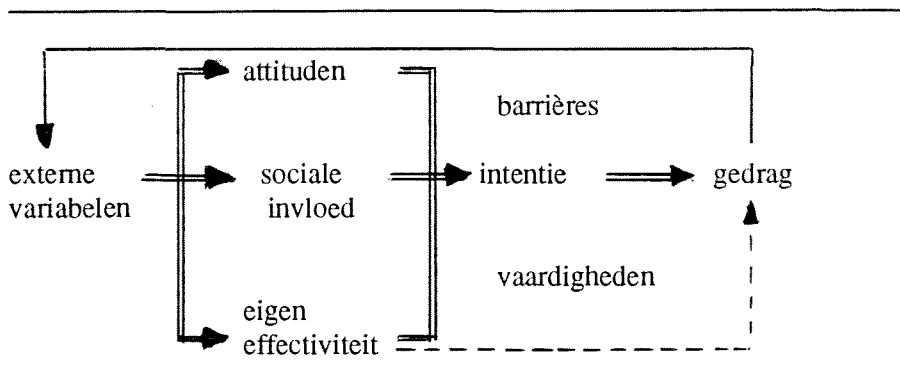 attituden
barrières
externe
variabelen
sociale
invloed
intentie
gedrag
vaardigheden
eigen
effectiviteit